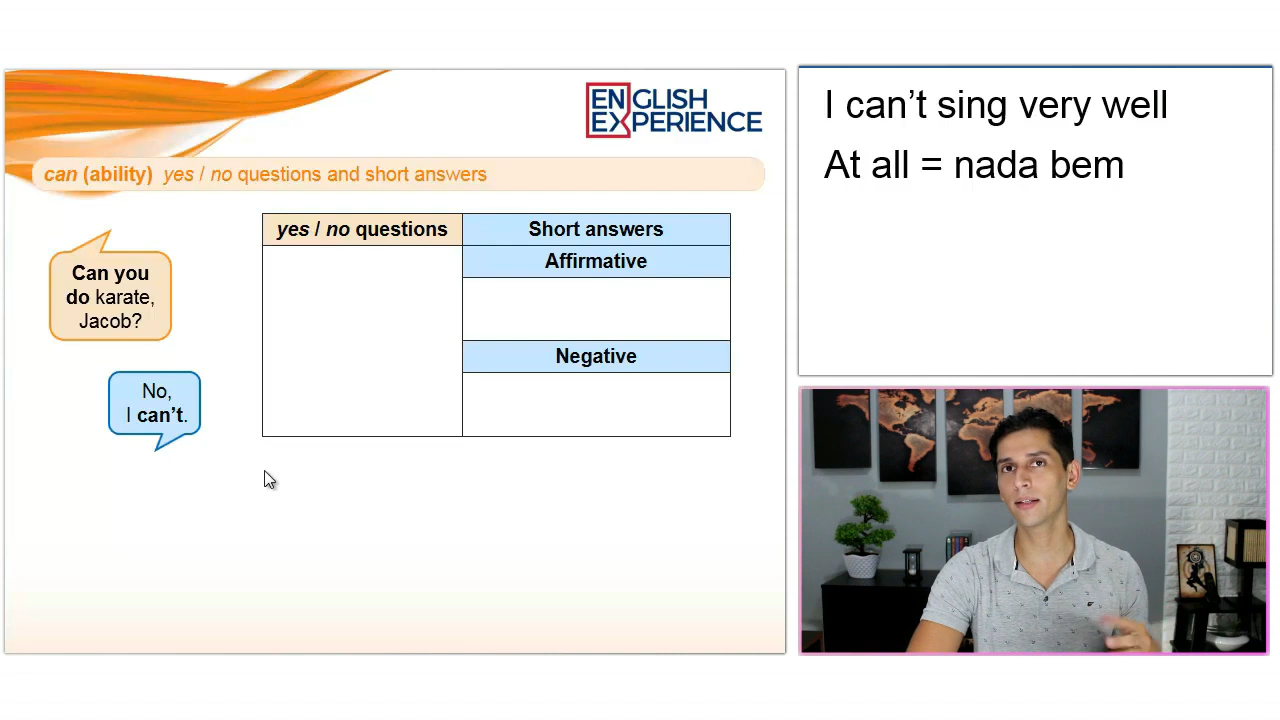 ENGLISH
EXPERIENCE
can (ability) yes / no questions and short answers
Can you
do karate,
Jacob?
No,
I can’t.
yes / no questions
Short answers
Affirmative
Negative
I can’t sing very well
At all = nada bem